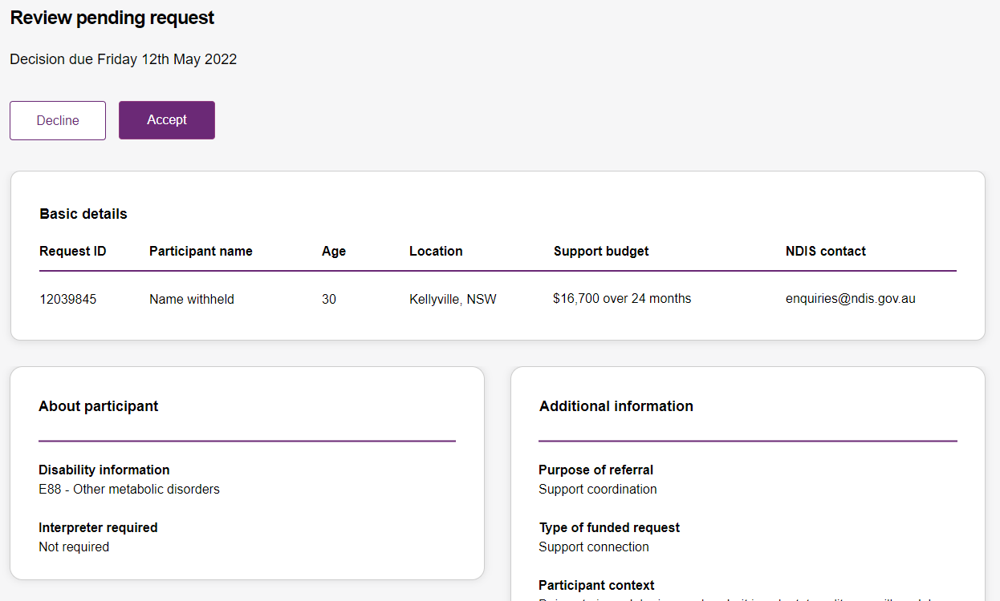 Review pending request
Decision due Friday 12th May 2022
Decline
Accept
Basic details
Request ID Participant name Age Location Support budget NDIS contact
12039845 Name withheld 30 Kellyville, NSW $16,700 over 24 months enquiries@ndis.gov.au
About participant
Disability information
E88 - Other metabolic disorders
Interpreter required
Not required
Additional information
Purpose of referral
Support coordination
Type of funded request
Support connection
Participant context